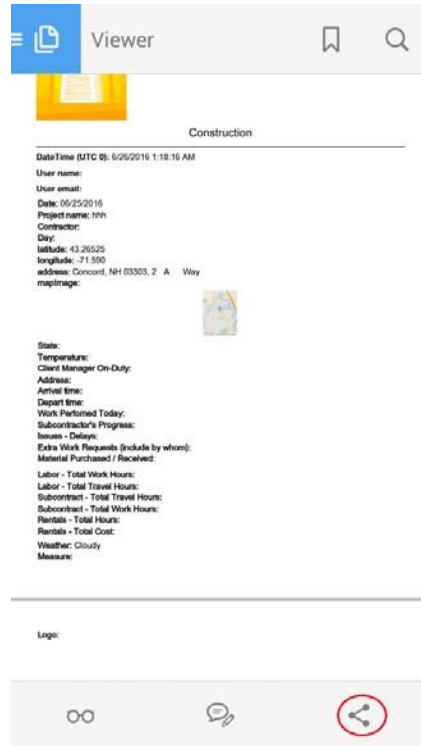 Viewer
Construction
DateTime (UTC 0): 6/26/2016 1:18:16 AM
User name:
User email:
Date: 06/25/2016
Project name: hhh
Contractor:
Day:
latitude: 43.26525
longitude: -71.590
address: Concord, NH 03303, 2 A Way
mapImage:
State:
Temperature:
Client Manager On-Duty:
Address:
Arrival time:
Depart time:
Work Perfomed Today:
Subcontractor's Progress:
Issues - Delays:
Extra Work Requests (include by whom):
Material Purchased / Received:
Labor - Total Work Hours:
Labor - Total Travel Hours:
Subcontract - Total Travel Hours:
Subcontract - Total Work Hours:
Rentals - Total Hours:
Rentals - Total Cost:
Weather: Cloudy
Measure:
Logo: